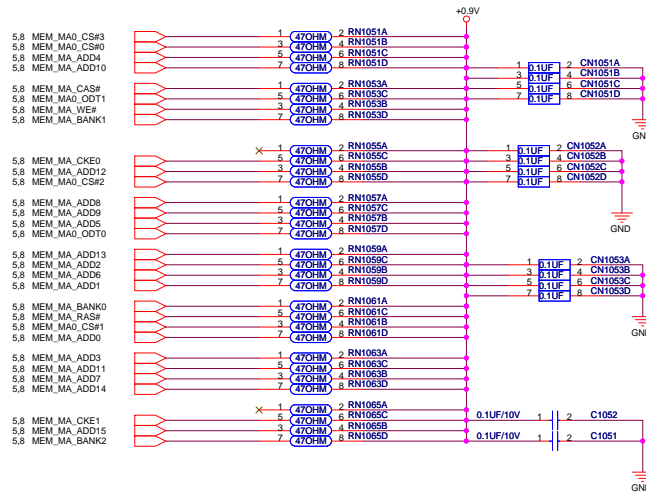 +0.9V
5,8 MEM_MA0_CS#3 1 47OHM 2 RN1051A
5,8 MEM_MA0_CS#0 3 47OHM 4 RN1051B
5,8 MEM_MA_ADD4 5 47OHM 6 RN1051C
5,8 MEM_MA_ADD10 7 47OHM 8 RN1051D 1 0.1UF 2 CN1051A
3 0.1UF 4 CN1051B
5,8 MEM_MA_CAS# 1 47OHM 2 RN1053A 5 0.1UF 6 CN1051C
5,8 MEM_MA0_ODT1 5 47OHM 6 RN1053C 7 0.1UF 8 CN1051D
5,8 MEM_MA_WE# 3 47OHM 4 RN1053B
5,8 MEM_MA_BANK1 7 47OHM 8 RN1053D
GND
1 47OHM 2 RN1055A 1 0.1UF 2 CN1052A
5,8 MEM_MA_CKE0 5 47OHM 6 RN1055C 3 0.1UF 4 CN1052B
5,8 MEM_MA_ADD12 3 47OHM 4 RN1055B 5 0.1UF 6 CN1052C
5,8 MEM_MA0_CS#2 7 47OHM 8 RN1055D 7 0.1UF 8 CN1052D
5,8 MEM_MA_ADD8 1 47OHM 2 RN1057A
5,8 MEM_MA_ADD9 5 47OHM 6 RN1057C
5,8 MEM_MA_ADD5 3 47OHM 4 RN1057B
GND
5,8 MEM_MA0_ODT0 7 47OHM 8 RN1057D
5,8 MEM_MA_ADD13 1 47OHM 2 RN1059A
5,8 MEM_MA_ADD2 5 47OHM 6 RN1059C 1 0.1UF 2 CN1053A
5,8 MEM_MA_ADD6 3 47OHM 4 RN1059B 3 0.1UF 4 CN1053B
5,8 MEM_MA_ADD1 7 47OHM 8 RN1059D 5 0.1UF 6 CN1053C
7 0.1UF 8 CN1053D
5,8 MEM_MA_BANK0 1 47OHM 2 RN1061A
5,8 MEM_MA_RAS# 5 47OHM 6 RN1061C
5,8 MEM_MA0_CS#1 3 47OHM 4 RN1061B
GND
5,8 MEM_MA_ADD0 7 47OHM 8 RN1061D
5,8 MEM_MA_ADD3 1 47OHM 2 RN1063A
5,8 MEM_MA_ADD11 5 47OHM 6 RN1063C
5,8 MEM_MA_ADD7 3 47OHM 4 RN1063B
5,8 MEM_MA_ADD14 7 47OHM 8 RN1063D
1 47OHM 2 RN1065A
5,8 MEM_MA_CKE1 5 47OHM 6 RN1065C 0.1UF/10V 1 2 C1052
5,8 MEM_MA_ADD15 3 47OHM 4 RN1065B
5,8 MEM_MA_BANK2 7 47OHM 8 RN1065D 0.1UF/10V 1 2 C1051
GND